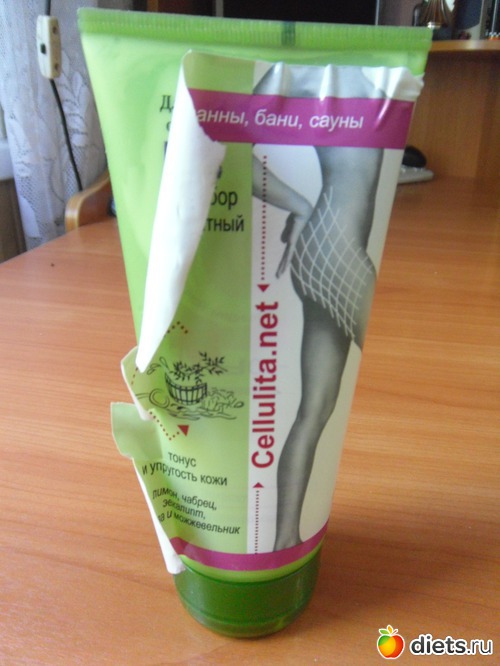 анны, бани, сауны
бор
тный
Cellulita.net
тонус
и упругость кожи
лимон, чабрец,
эвкалипт,
и можжевельник
diets.ru